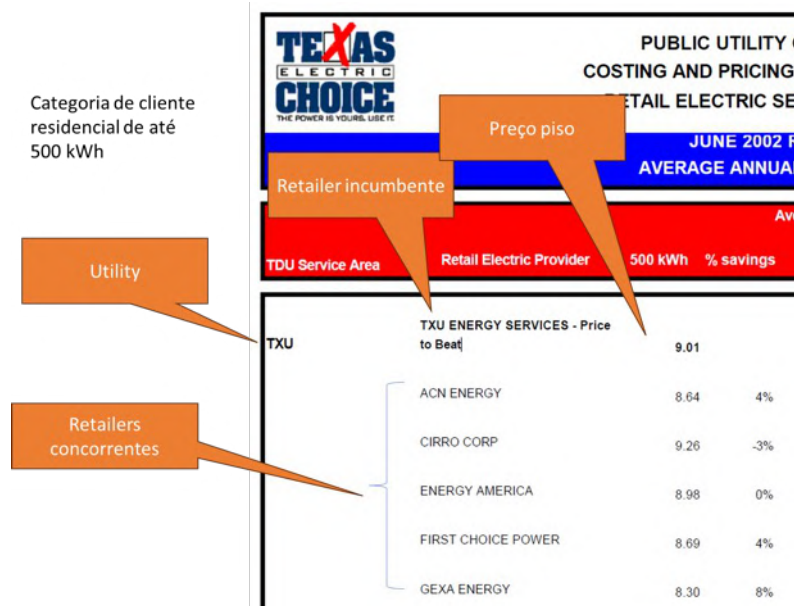 TEXAS
ELECTRIC
CHOICE
THE POWER IS YOURS. USE IT.
PUBLIC UTILITY
COSTING AND PRICING
RETAIL ELECTRIC SE
JUNE 2002
AVERAGE ANNUAL
Categoria de cliente
residencial de até
500 kWh
Preço piso
Retailer incumbente
Utility
Retailers
concorrentes
Ave
TDU Service Area Retail Electric Provider 500 kWh % savings
TXU ENERGY SERVICES - Price
TXU to Beat 9.01
ACN ENERGY 8.64 4%
CIRRO CORP 9.26 -3%
ENERGY AMERICA 8.98 0%
FIRST CHOICE POWER 8.69 4%
GEXA ENERGY 8.30 8%